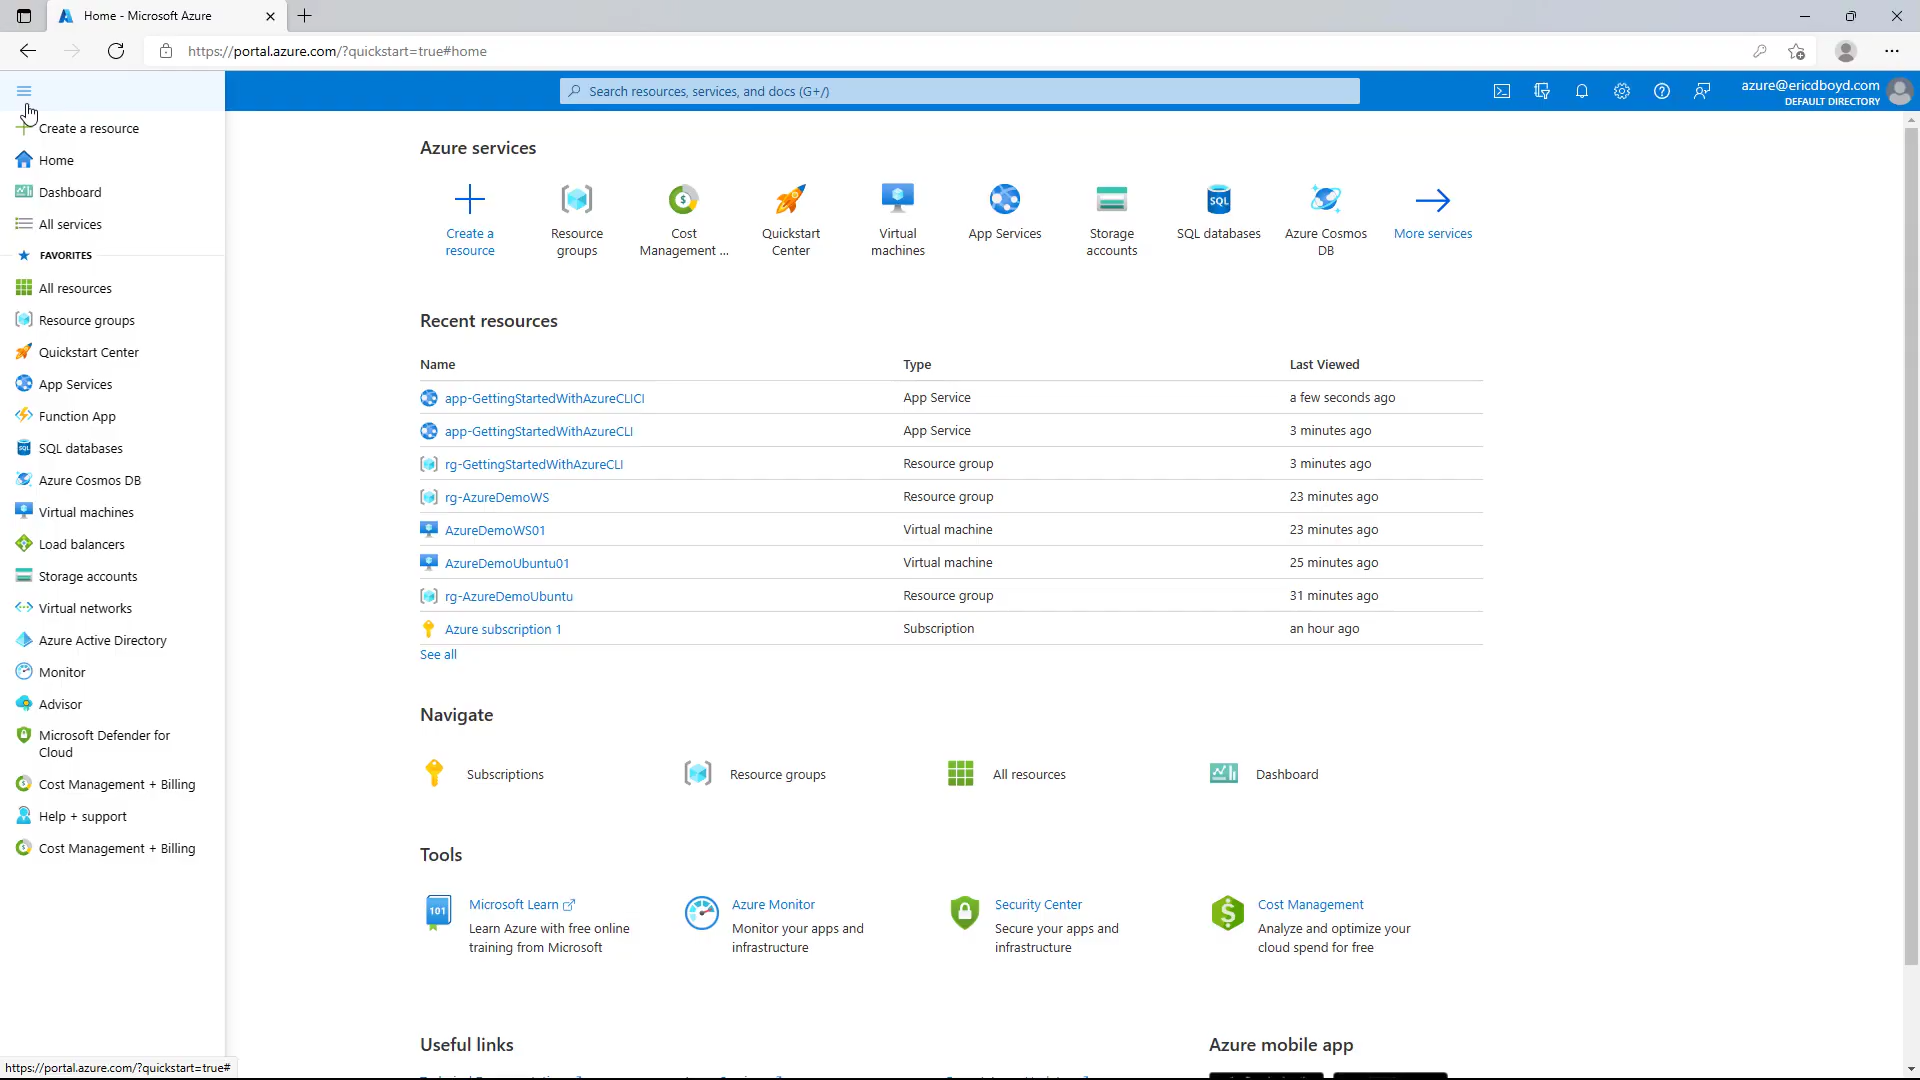 Home - Microsoft Azure
https://portal.azure.com/?quickstart=true#home
Search resources, services, and docs (G+/)
azure@ericdboyd.com
DEFAULT DIRECTORY
Create a resource
Home
Dashboard
All services
FAVORITES
All resources
Resource groups
Quickstart Center
App Services
Function App
SQL databases
Azure Cosmos DB
Virtual machines
Load balancers
Storage accounts
Virtual networks
Azure Active Directory
Monitor
Advisor
Microsoft Defender for
Cloud
Cost Management + Billing
Help + support
Cost Management + Billing
https://portal.azure.com/?quickstart=true#
Azure services
Create a
resource
Resource
groups
$
Cost
Management ...
Quickstart
Center
Virtual
machines
App Services
Storage
accounts
SQL
SQL databases
Azure Cosmos
DB
More services
Recent resources
Name Type Last Viewed
app-GettingStartedWithAzureCLICI App Service a few seconds ago
app-GettingStartedWithAzureCLI App Service 3 minutes ago
rg-GettingStartedWithAzureCLI Resource group 3 minutes ago
rg-AzureDemoWS Resource group 23 minutes ago
AzureDemoWS01 Virtual machine 23 minutes ago
AzureDemoUbuntu01 Virtual machine 25 minutes ago
rg-AzureDemoUbuntu Resource group 31 minutes ago
Azure subscription 1 Subscription an hour ago
See all
Navigate
Subscriptions Resource groups All resources Dashboard
Tools
101
Microsoft Learn
Learn Azure with free online
training from Microsoft
Azure Monitor
Monitor your apps and
infrastructure
Security Center
Secure your apps and
infrastructure
$
Cost Management
Analyze and optimize your
cloud spend for free
Useful links
Azure mobile app